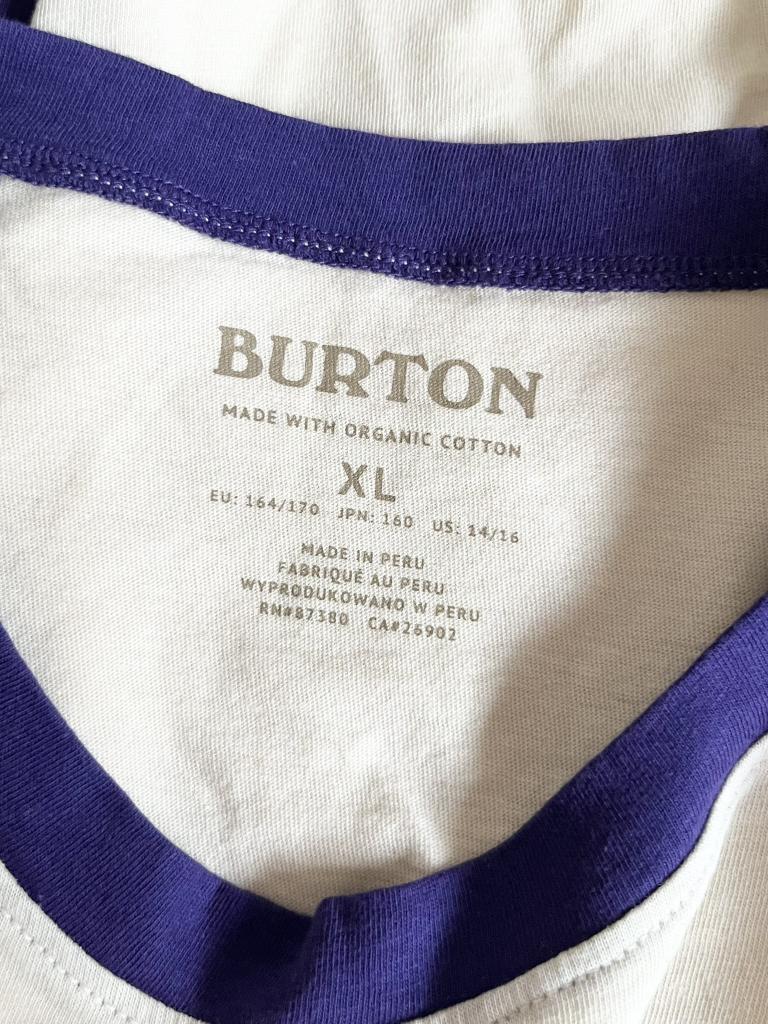 BURTON
MADE WITH ORGANIC COTTON
XL
EU: 164/170 JPN: 160 US: 14/16
MADE IN PERU
FABRIQUÉ AU PERU
WYPRODUKOWANO W PERU
RN#87380 CA#26902